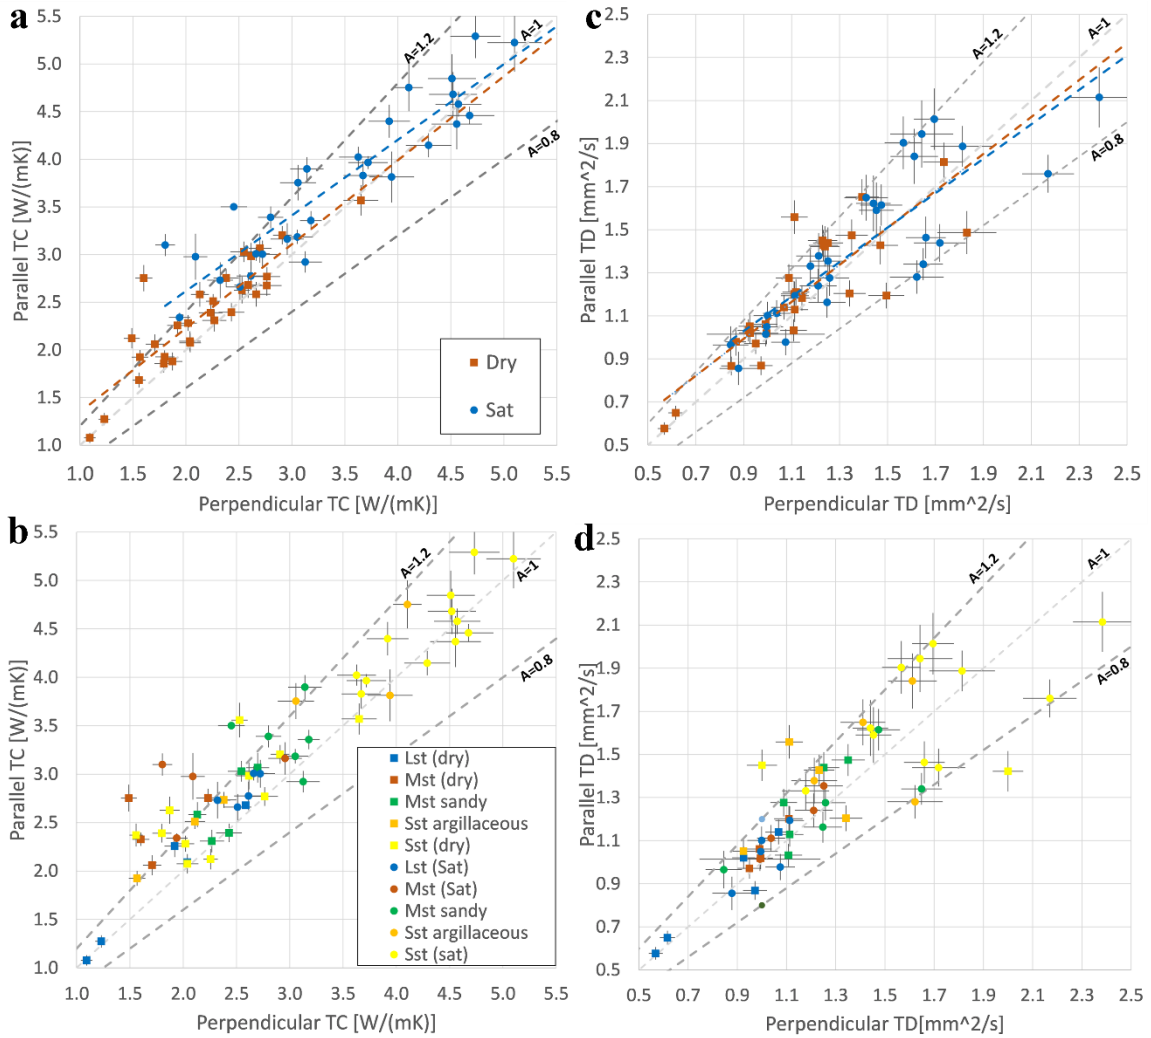 a
5.5
5.0
4.5
4.0
3.5
3.0
2.5
2.0
1.5
1.0
Parallel TC [W/(mK)]
A=1.2
A=1
A=0.8
Dry
Sat
1.0 1.5 2.0 2.5 3.0 3.5 4.0 4.5 5.0 5.5
Perpendicular TC [W/(mK)]
c
2.5
2.3
2.1
1.9
1.7
1.5
1.3
1.1
0.9
0.7
0.5
Parallel TD [mm^2/s]
A=1.2
A=1
A=0.8
0.5 0.7 0.9 1.1 1.3 1.5 1.7 1.9 2.1 2.3 2.5
Perpendicular TD [mm^2/s]
b
5.5
5.0
4.5
4.0
3.5
3.0
2.5
2.0
1.5
1.0
Parallel TC [W/(mK)]
A=1.2
A=1
A=0.8
Lst (dry)
Mst (dry)
Mst sandy
Sst argillaceous
Sst (dry)
Lst (Sat)
Mst (Sat)
Mst sandy
Sst argillaceous
Sst (sat)
1.0 1.5 2.0 2.5 3.0 3.5 4.0 4.5 5.0 5.5
Perpendicular TC [W/(mK)]
d
2.5
2.3
2.1
1.9
1.7
1.5
1.3
1.1
0.9
0.7
0.5
Parallel TD [mm^2/s]
A=1.2
A=1
A=0.8
0.5 0.7 0.9 1.1 1.3 1.5 1.7 1.9 2.1 2.3 2.5
Perpendicular TD[mm^2/s]